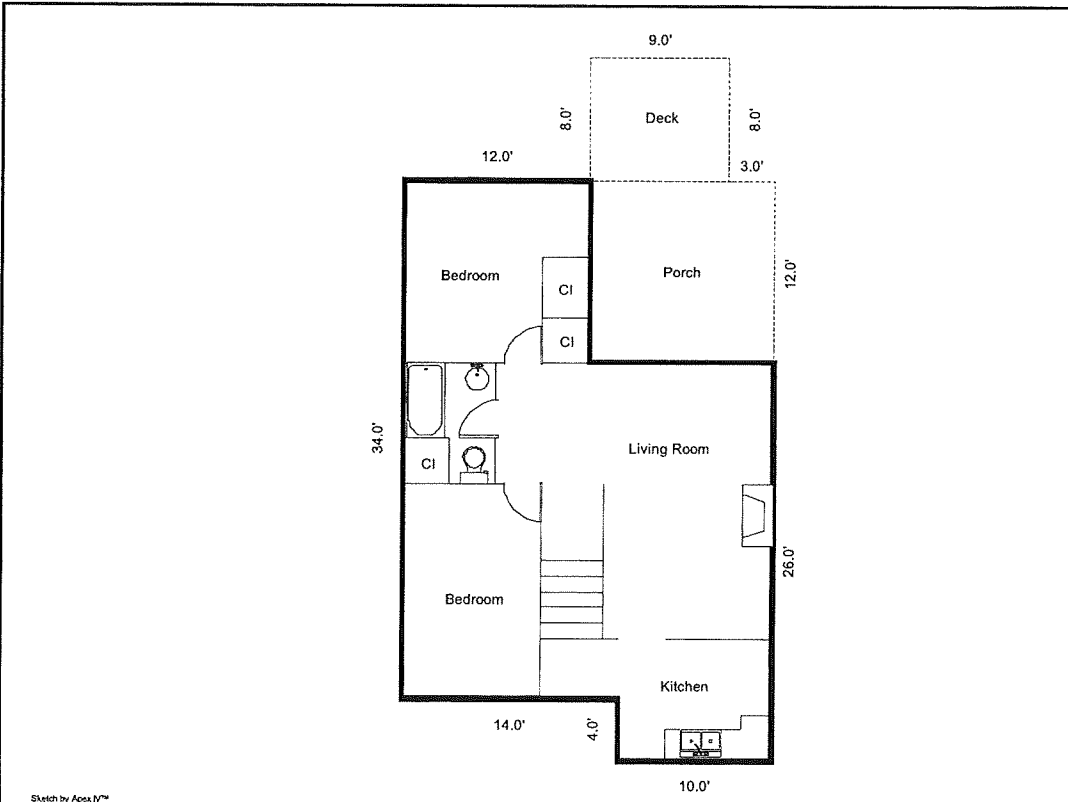 9.0'
8.0'
Deck
8.0'
12.0'
3.0'
Bedroom
Porch
12.0'
Cl
Cl
34.0'
Living Room
Cl
26.0'
Bedroom
Kitchen
14.0'
4.0'
10.0'
Sketch by Apex IV™